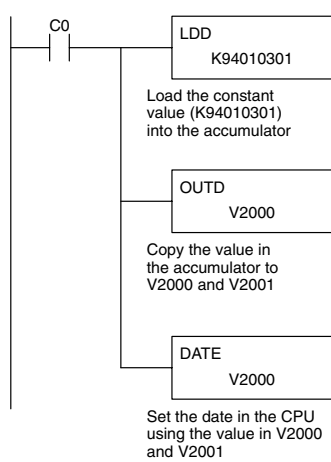 C0
LDD
K94010301
Load the constant
value (K94010301)
into the accumulator
OUTD
V2000
Copy the value in
the accumulator to
V2000 and V2001
DATE
V2000
Set the date in the CPU
using the value in V2000
and V2001